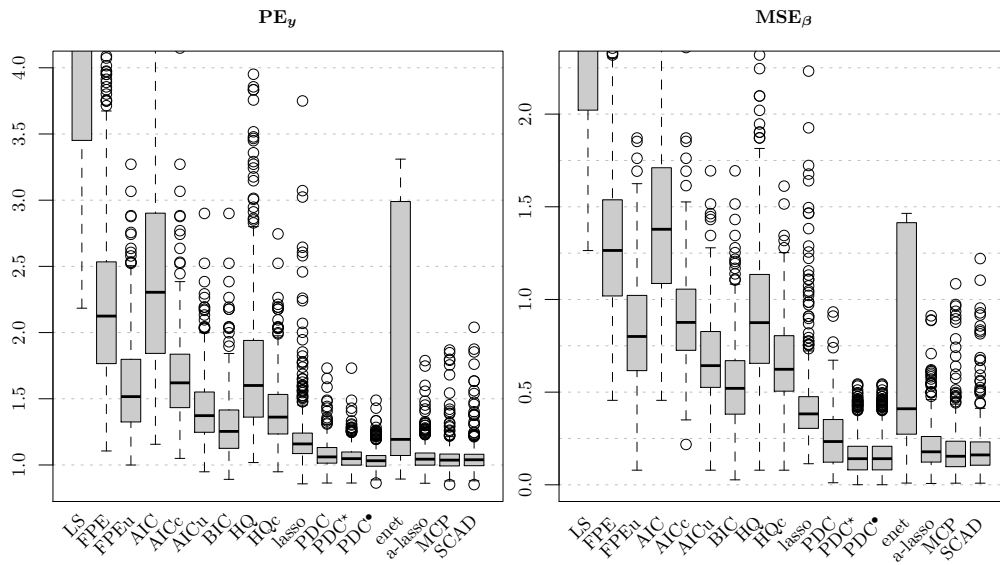 PE_y
MSE_β
4.0
3.5
3.0
2.5
2.0
1.5
1.0
LS
FPE
FPEu
AIC
AICc
AICu
BIC
HQ
HQc
lasso
PDC
PDC*
PDC•
enet
a-lasso
MCP
SCAD
2.0
1.5
1.0
0.5
0.0
LS
FPE
FPEu
AIC
AICc
AICu
BIC
HQ
HQc
lasso
PDC
PDC*
PDC•
enet
a-lasso
MCP
SCAD